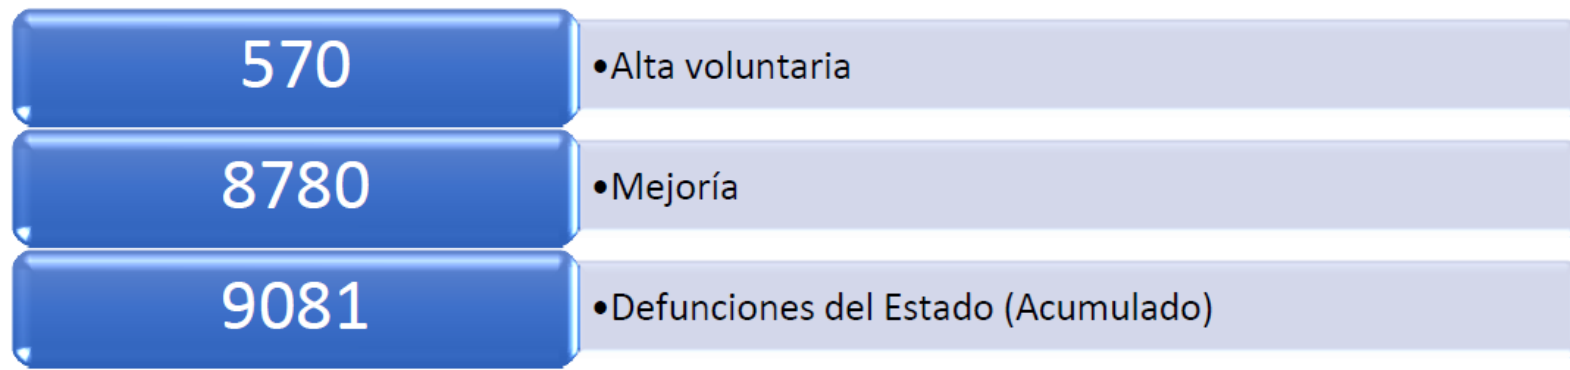 570
•Alta voluntaria
8780
•Mejoría
9081
•Defunciones del Estado (Acumulado)